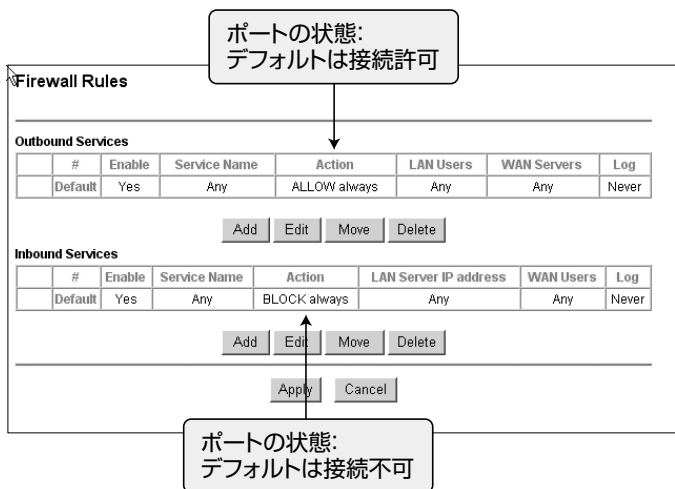 ポートの状態:
デフォルトは接続許可
Firewall Rules
Outbound Services
# Enable Service Name Action LAN Users WAN Servers Log
Default Yes Any ALLOW always Any Any Never
Add Edit Move Delete
Inbound Services
# Enable Service Name Action LAN Server IP address WAN Users Log
Default Yes Any BLOCK always Any Any Never
Add Edit Move Delete
Apply Cancel
ポートの状態:
デフォルトは接続不可